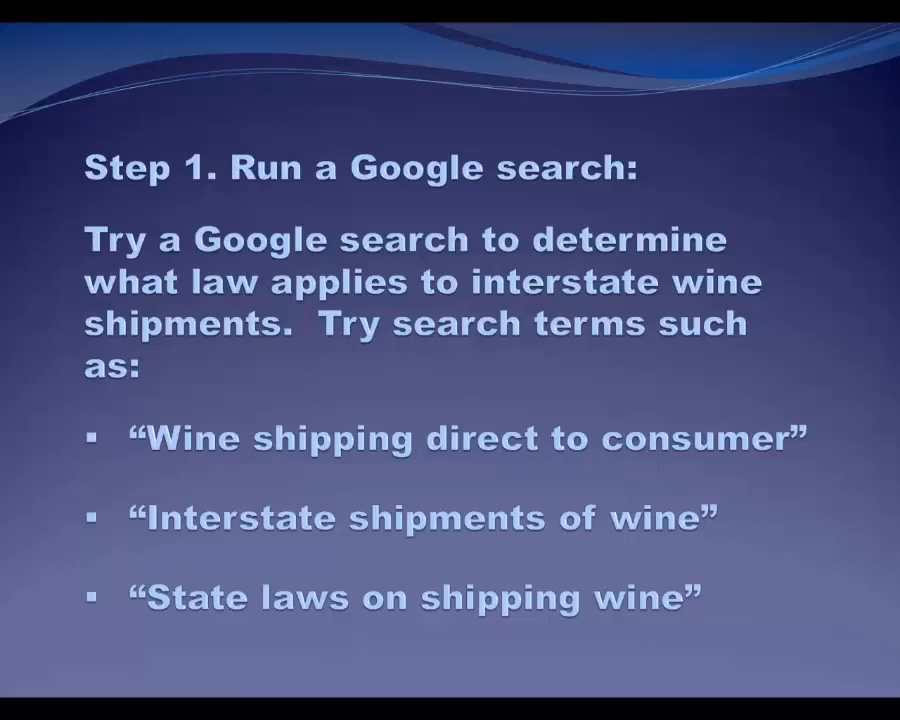 Step 1. Run a Google search:
Try a Google search to determine
what law applies to interstate wine
shipments.  Try search terms such
as:
▪ “Wine shipping direct to consumer”
▪ “Interstate shipments of wine”
▪ “State laws on shipping wine”